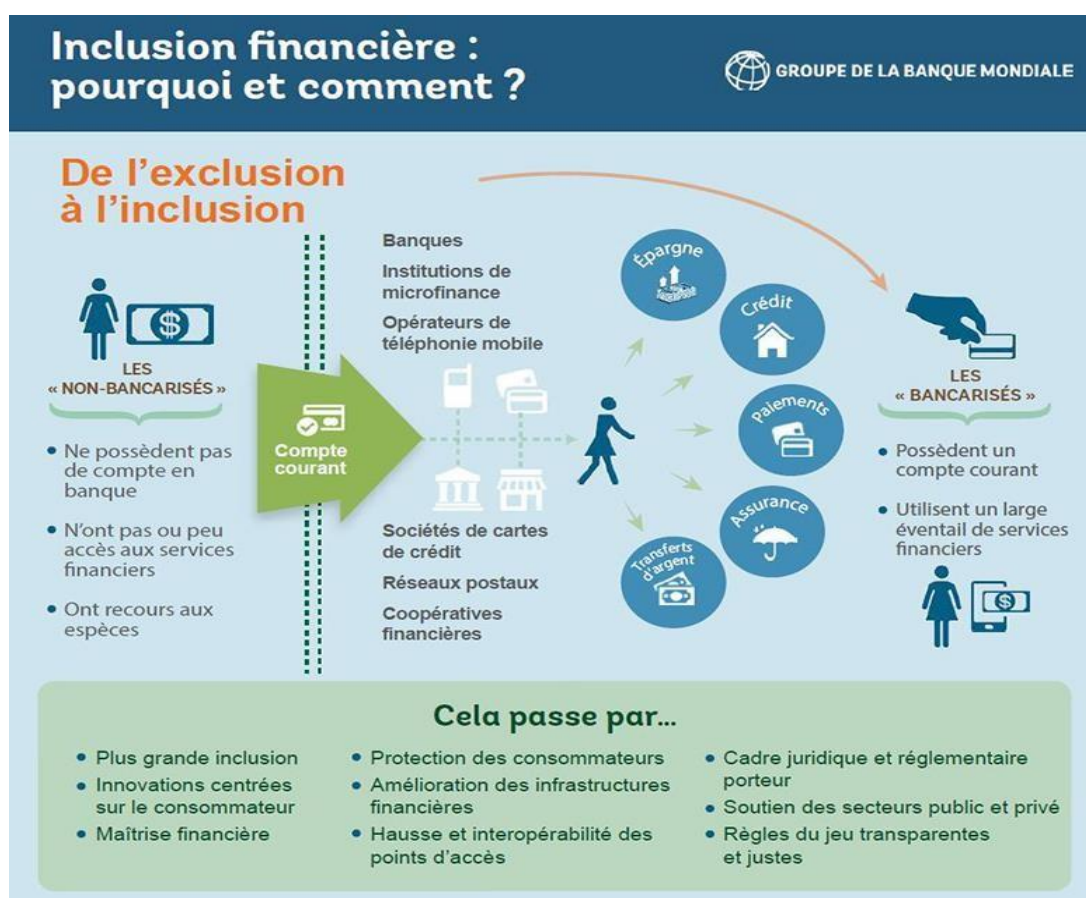 Inclusion financière :
pourquoi et comment ?
GROUPE DE LA BANQUE MONDIALE
De l'exclusion
à l'inclusion
LES
« NON-BANCARISÉS »
• Ne possèdent pas
de compte en
banque
• N'ont pas ou peu
accès aux services
financiers
• Ont recours aux
espèces
Compte
courant
Banques
Institutions de
microfinance
Opérateurs de
téléphonie mobile
Sociétés de cartes
de crédit
Réseaux postaux
Coopératives
financières
Épargne
Crédit
Paiements
Assurance
Transferts
d'argent
LES
« BANCARISÉS »
• Possèdent un
compte courant
• Utilisent un large
éventail de services
financiers
Cela passe par...
• Plus grande inclusion
• Innovations centrées
sur le consommateur
• Maîtrise financière
• Protection des consommateurs
• Amélioration des infrastructures
financières
• Hausse et interopérabilité des
points d'accès
• Cadre juridique et réglementaire
porteur
• Soutien des secteurs public et privé
• Règles du jeu transparentes
et justes